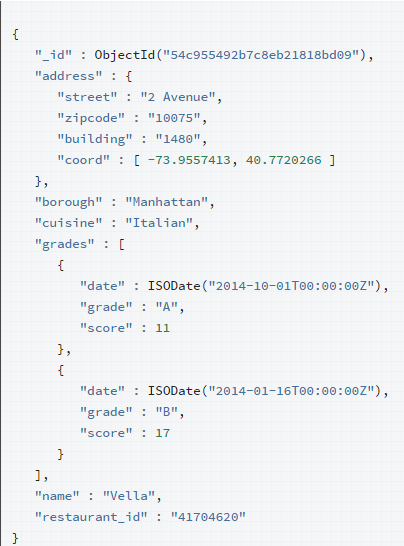 {
"_id" : ObjectId("54c955492b7c8eb21818bd09"),
"address" : {
"street" : "2 Avenue",
"zipcode" : "10075",
"building" : "1480",
"coord" : [ -73.9557413, 40.7720266 ]
},
"borough" : "Manhattan",
"cuisine" : "Italian",
"grades" : [
{
"date" : ISODate("2014-10-01T00:00:00Z"),
"grade" : "A",
"score" : 11
},
{
"date" : ISODate("2014-01-16T00:00:00Z"),
"grade" : "B",
"score" : 17
}
],
"name" : "Vella",
"restaurant_id" : "41704620"
}